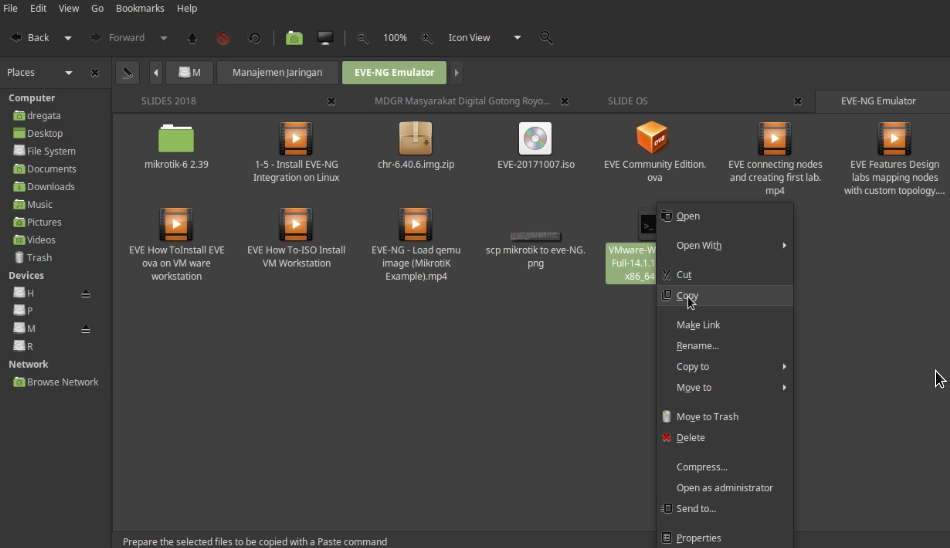 File Edit View Go Bookmarks Help
Back Forward 100% Icon View
Places M Manajemen Jaringan EVE-NG Emulator
SLIDES 2018 MDGR Masyarakat Digital Gotong Royo... SLIDE OS EVE-NG Emulator
Computer
dregata
Desktop
File System
Documents
Downloads
Music
Pictures
Videos
Trash
Devices
H
P
M
R
Network
Browse Network
mikrotik-6 2.39
1-5 - Install EVE-NG
Integration on Linux
chr-6.40.6.img.zip
EVE-20171007.iso
EVE Community Edition.
ova
EVE connecting nodes
and creating first lab.
mp4
EVE Features Design
labs mapping nodes
with custom topology....
EVE How ToInstall EVE
ova on VM ware
workstation
EVE How To-ISO Install
VM Workstation
EVE-NG - Load qemu
image (MikrotiK
Example).mp4
scp mikrotik to eve-NG.
png
VMware-W
Full-14.1.1
x86_64
Open
Open With
Cut
Copy
Make Link
Rename...
Copy to
Move to
Move to Trash
Delete
Compress...
Open as administrator
Send to...
Properties
Prepare the selected files to be copied with a Paste command